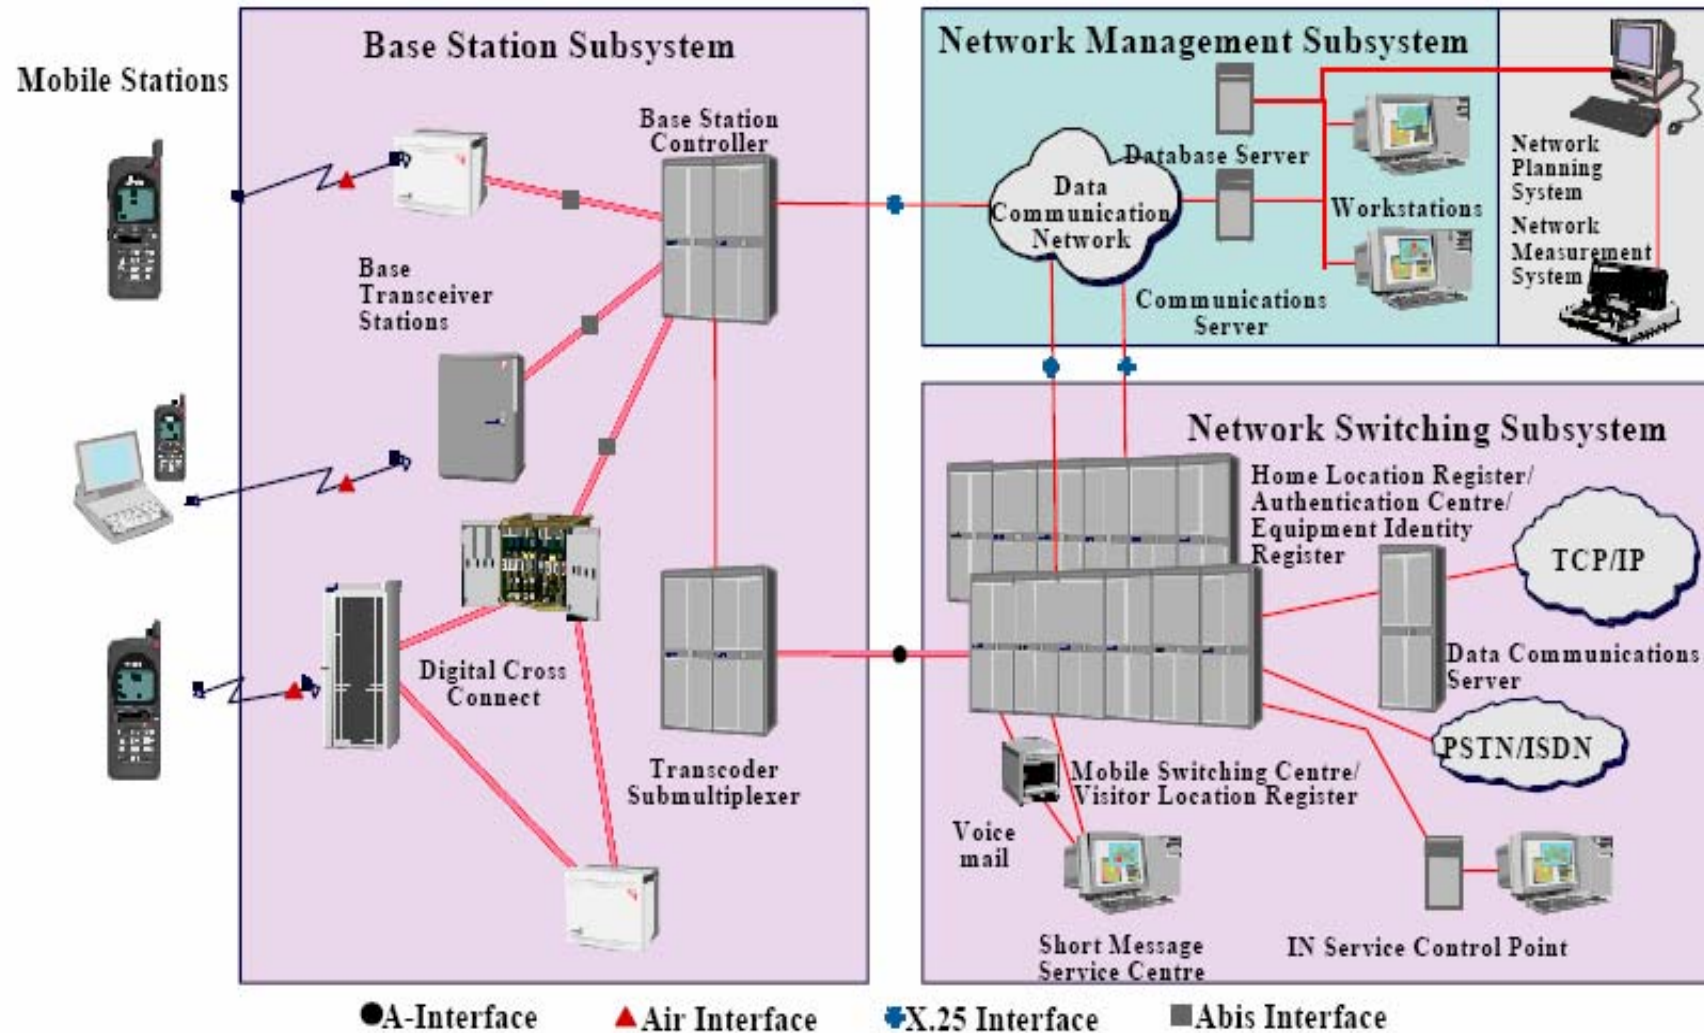 Mobile Stations
Base Station Subsystem
Base Station
Controller
Base
Transceiver
Stations
Digital Cross
Connect
Transcoder
Submultiplexer
Network Management Subsystem
Database Server
Data
Communication
Network
Workstations
Communications
Server
Network
Planning
System
Network
Measurement
System
Network Switching Subsystem
Home Location Register/
Authentication Centre/
Equipment Identity
Register
TCP/IP
Data Communications
Server
PSTN/ISDN
Mobile Switching Centre/
Visitor Location Register
Voice
mail
Short Message
Service Centre
IN Service Control Point
A-Interface
Air Interface
X.25 Interface
Abis Interface